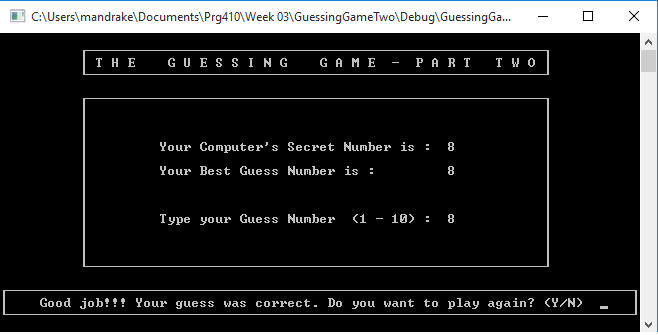 C:\Users\mandrake\Documents\Prg410\Week 03\GuessingGameTwo\Debug\GuessingGa...
T H E   G U E S S I N G   G A M E - P A R T   T W O
Your Computer's Secret Number is : 8
Your Best Guess Number is : 8
Type your Guess Number (1 - 10) : 8
Good job!!! Your guess was correct. Do you want to play again? (Y/N) _